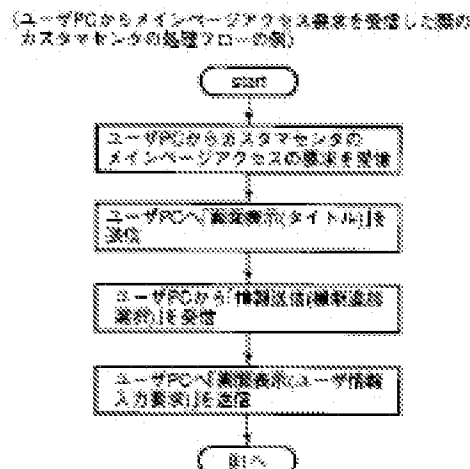 (ユーザPCからメインページアクセス要求を受信した際の
カスタマセンタの処理フローの例)
start
ユーザPCからカスタマセンタの
メインページアクセスの要求を受信
ユーザPCへ「画面表示(タイトル)」を
送信
ユーザPCから「情報送信(機歌追加
選択)」を受信
ユーザPCへ「画面表示(ユーザ情報
入力要求)」を送信